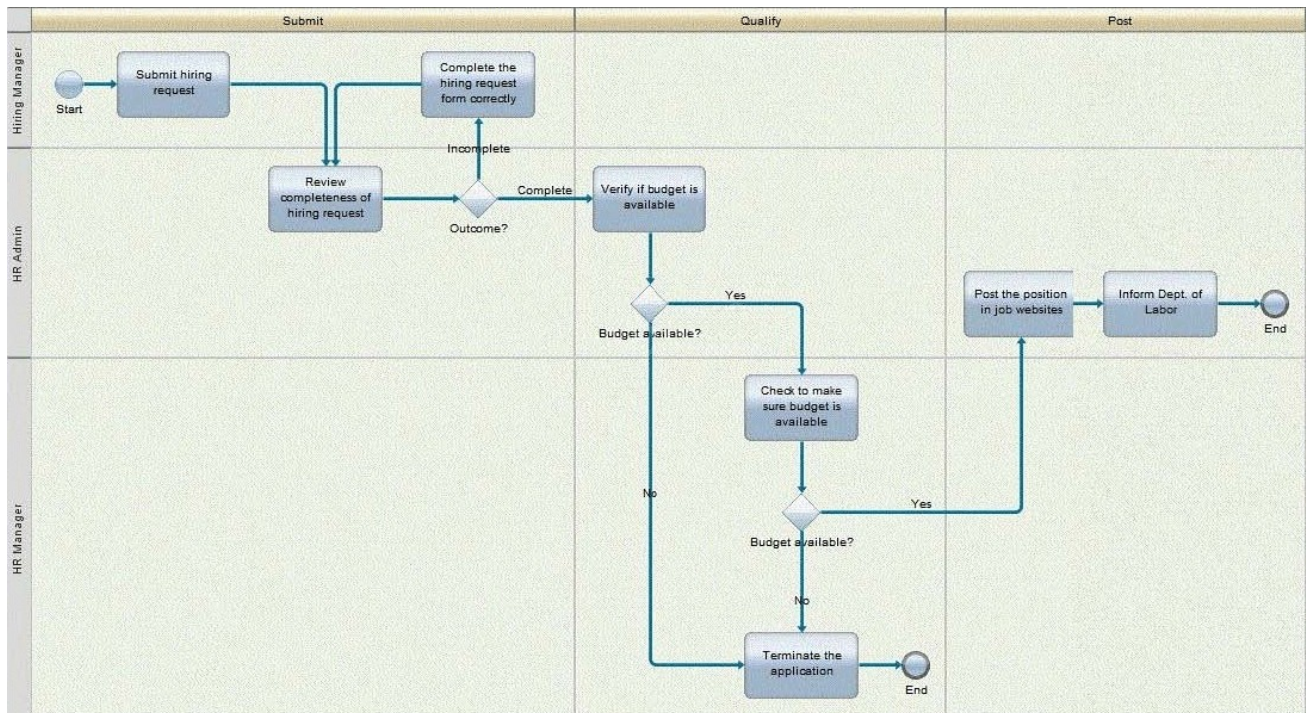 Submit
Qualify
Post
Hiring Manager
Start
Submit hiring
request
Complete the
hiring request
form correctly
Incomplete
HR Admin
Review
completeness of
hiring request
Outcome?
Complete
Verify if budget is
available
Budget available?
Yes
Post the position
in job websites
Inform Dept. of
Labor
End
HR Manager
Check to make
sure budget is
available
No
Budget available?
Yes
No
Terminate the
application
End